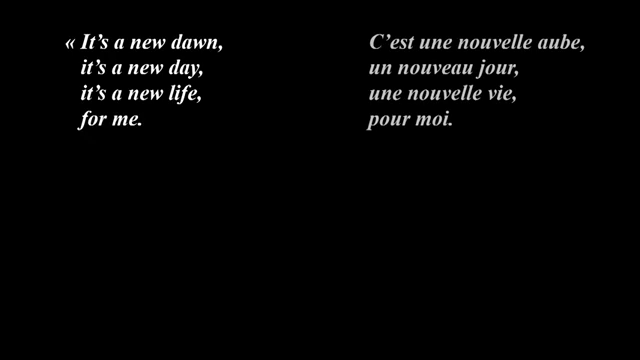 « It's a new dawn,
it's a new day,
it's a new life,
for me.
C'est une nouvelle aube,
un nouveau jour,
une nouvelle vie,
pour moi.